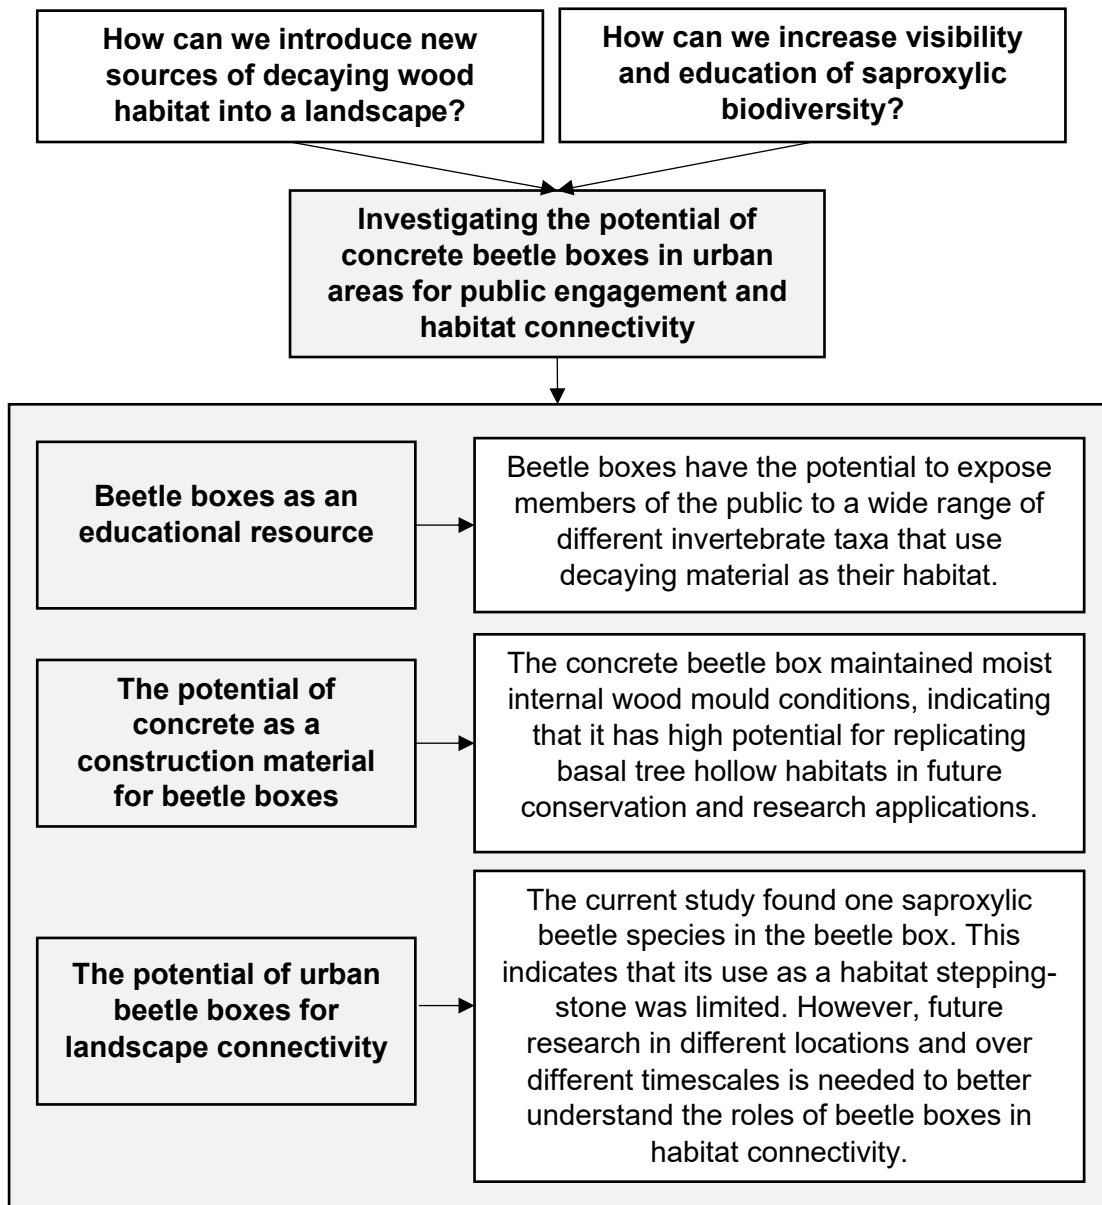 How can we introduce new
sources of decaying wood
habitat into a landscape?
How can we increase visibility
and education of saproxylic
biodiversity?
Investigating the potential of
concrete beetle boxes in urban
areas for public engagement and
habitat connectivity
Beetle boxes as an
educational resource
Beetle boxes have the potential to expose
members of the public to a wide range of
different invertebrate taxa that use
decaying material as their habitat.
The potential of
concrete as a
construction material
for beetle boxes
The concrete beetle box maintained moist
internal wood mould conditions, indicating
that it has high potential for replicating
basal tree hollow habitats in future
conservation and research applications.
The potential of urban
beetle boxes for
landscape connectivity
The current study found one saproxylic
beetle species in the beetle box. This
indicates that its use as a habitat stepping-
stone was limited. However, future
research in different locations and over
different timescales is needed to better
understand the roles of beetle boxes in
habitat connectivity.